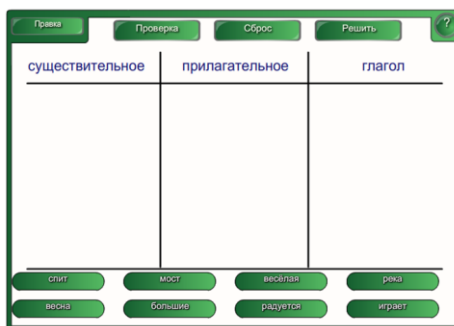 Правка Проверка Сброс Решить ?
существительное прилагательное глагол
спит мост весёлая река
весна большие радуется играет